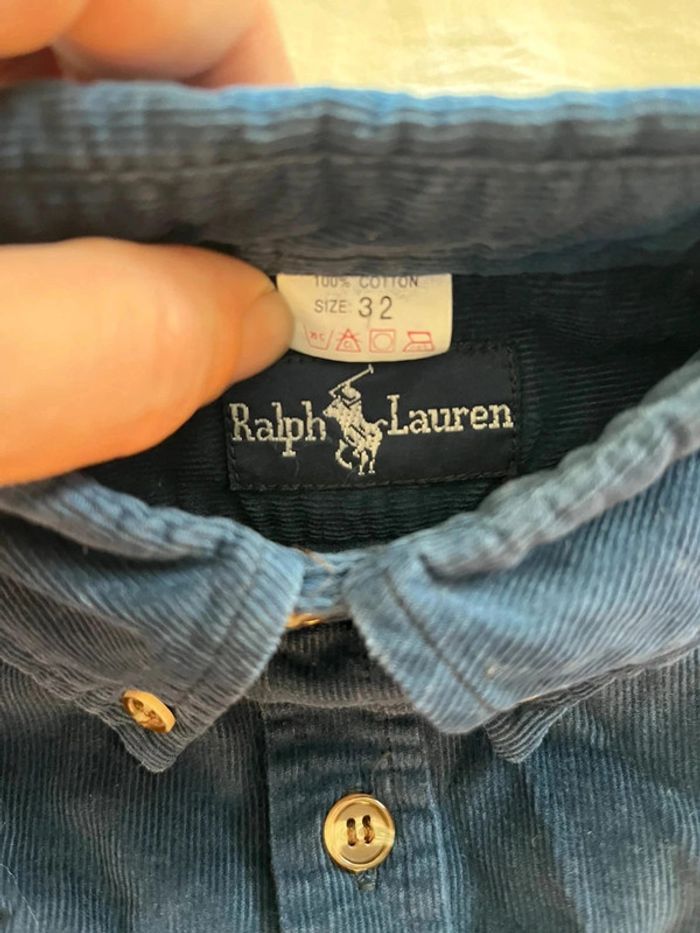 100% COTTON
SIZE: 32
Ralph Lauren